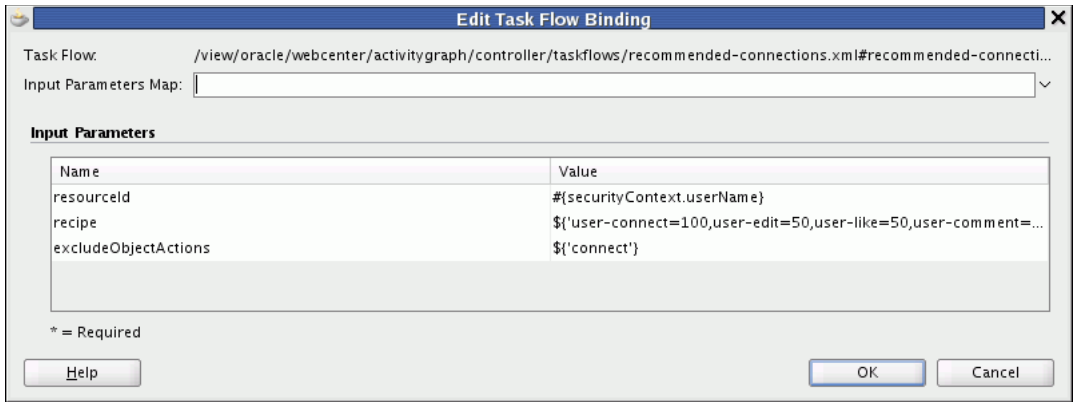 Edit Task Flow Binding
Task Flow: /view/oracle/webcenter/activitygraph/controller/taskflows/recommended-connections.xml#recommended-connecti...
Input Parameters Map:
Input Parameters
Name Value
resourceId #{securityContext.userName}
recipe ${'user-connect=100,user-edit=50,user-like=50,user-comment=...
excludeObjectActions ${'connect'}
* = Required
Help OK Cancel